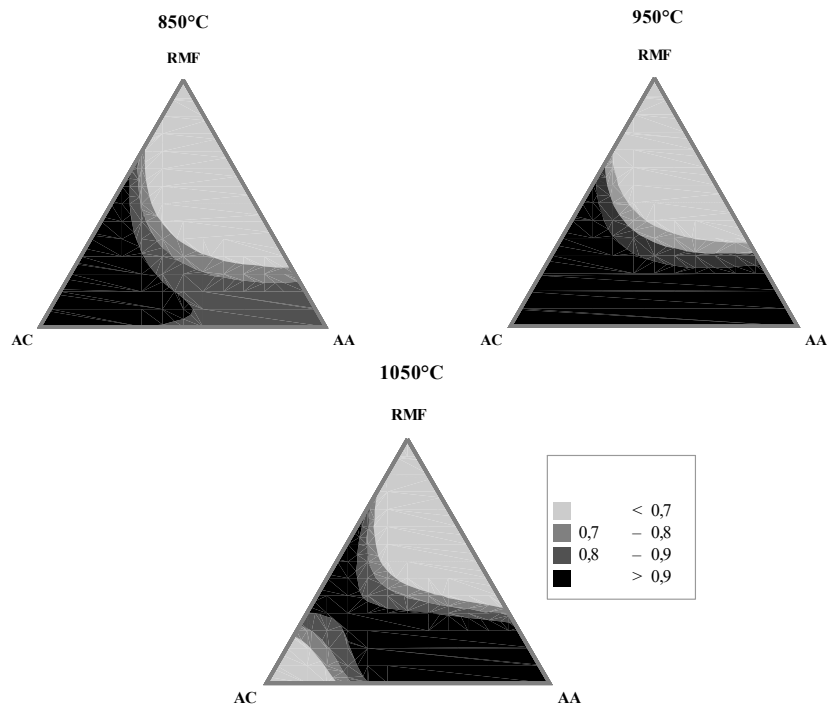 850°C
RMF
AC
AA
950°C
RMF
AC
AA
1050°C
RMF
AC
AA
< 0,7
0,7 – 0,8
0,8 – 0,9
> 0,9